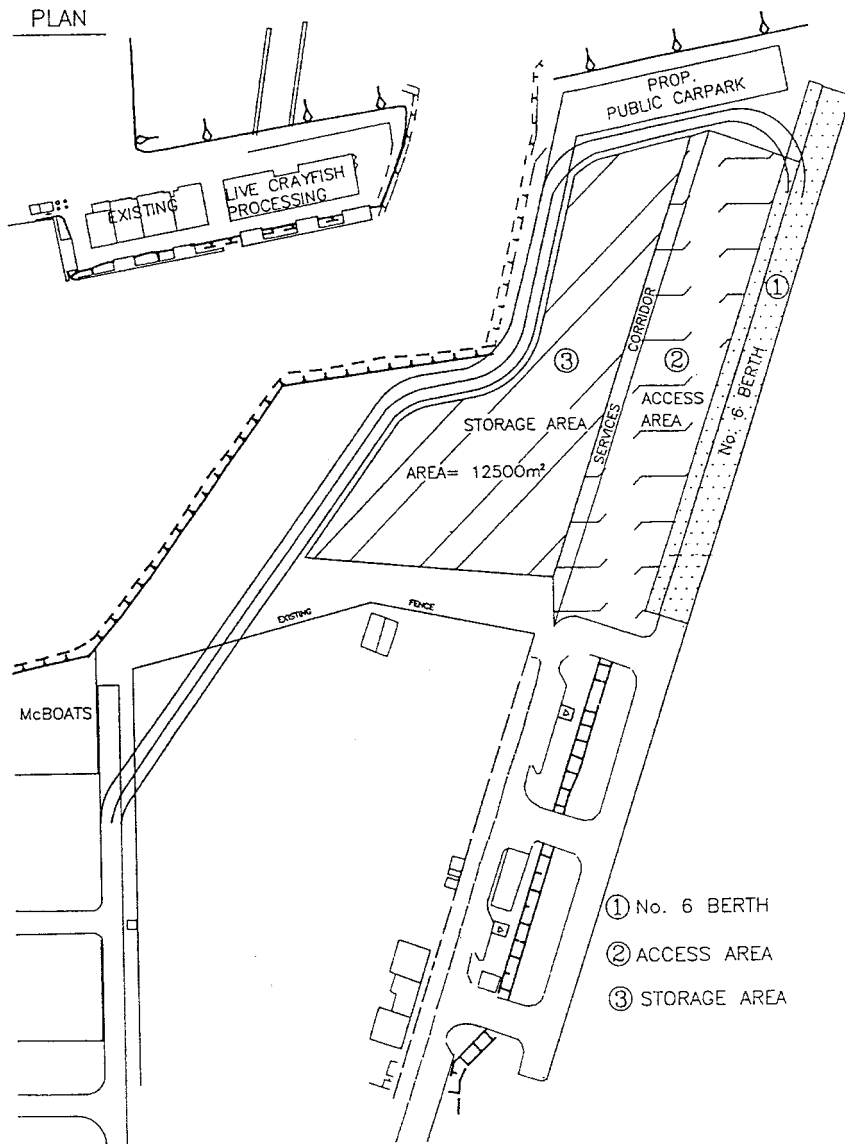 PLAN
PROP.
PUBLIC CARPARK
EXISTING
LIVE CRAYFISH
PROCESSING
①
SERVICES CORRIDOR
③
②
STORAGE AREA
ACCESS
AREA
No. 6 BERTH
AREA= 12500m²
EXISTING FENCE
McBOATS
① No. 6 BERTH
② ACCESS AREA
③ STORAGE AREA